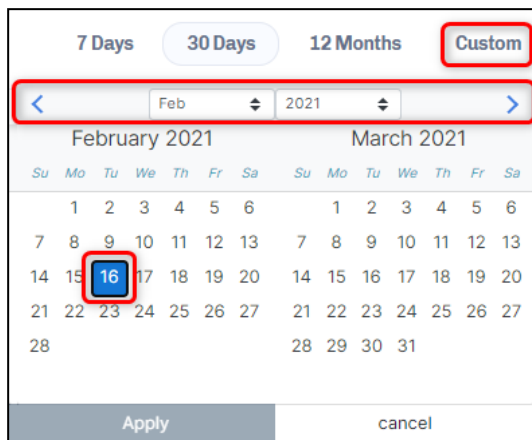 7 Days 30 Days 12 Months Custom
Feb 2021
February 2021 March 2021
Su Mo Tu We Th Fr Sa Su Mo Tu We Th Fr Sa
1 2 3 4 5 6 1 2 3 4 5 6
7 8 9 10 11 12 13 7 8 9 10 11 12 13
14 15 16 17 18 19 20 14 15 16 17 18 19 20
21 22 23 24 25 26 27 21 22 23 24 25 26 27
28 28 29 30 31
Apply cancel